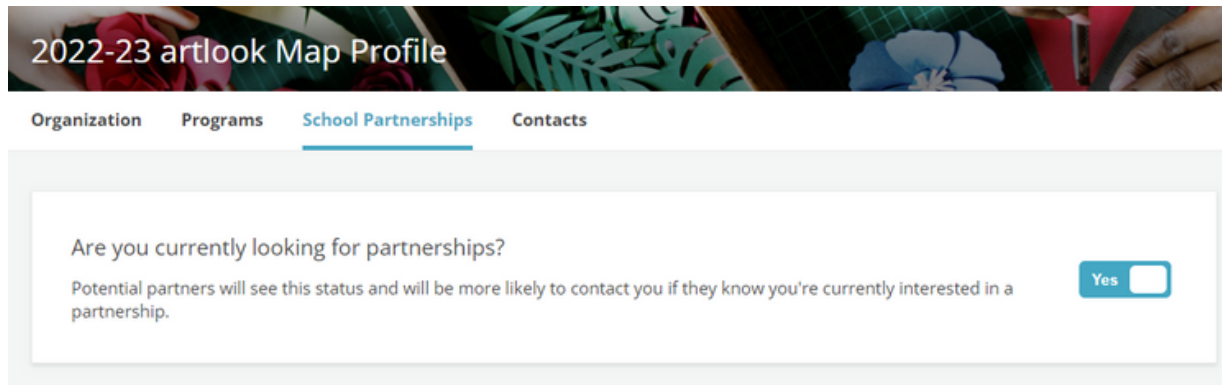 2022-23 artlook Map Profile
Organization Programs School Partnerships Contacts
Are you currently looking for partnerships?
Potential partners will see this status and will be more likely to contact you if they know you're currently interested in a
partnership.
Yes